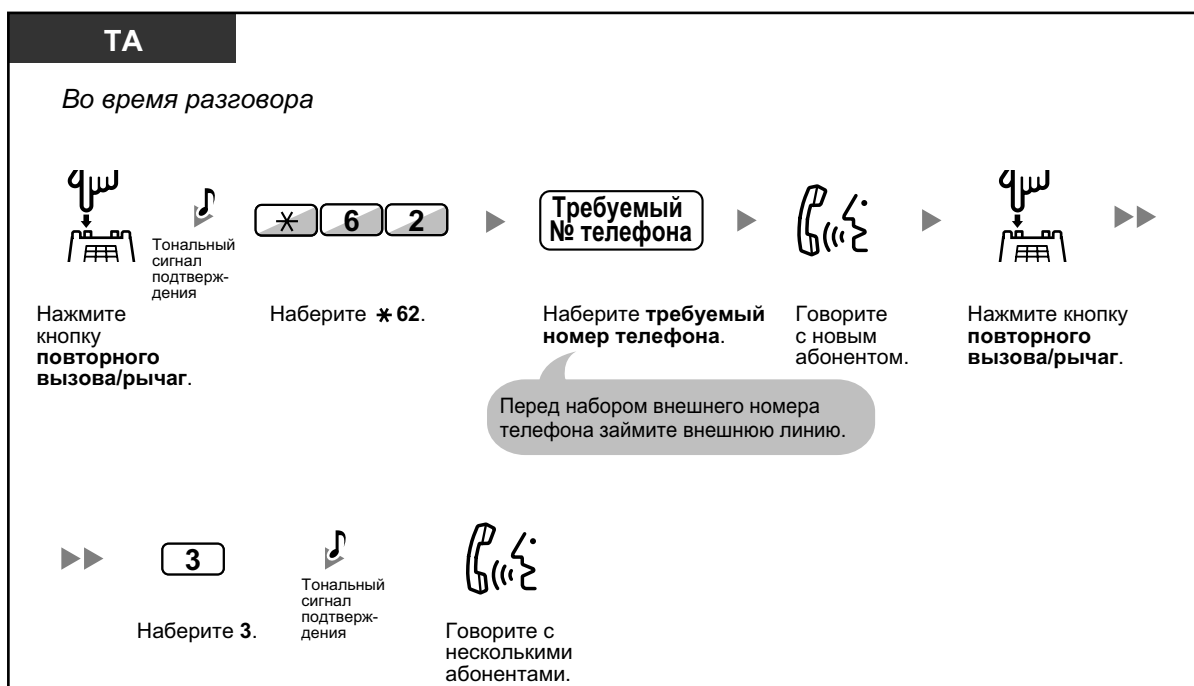 ТА
Во время разговора
Тональный
сигнал
подтверж-
дения
* 6 2
Требуемый
№ телефона
Нажмите
кнопку
повторного
вызова/рычаг.
Наберите * 62.
Наберите требуемый
номер телефона.
Говорите
с новым
абонентом.
Нажмите кнопку
повторного
вызова/рычаг.
Перед набором внешнего номера
телефона займите внешнюю линию.
3
Тональный
сигнал
подтверж-
дения
Наберите 3.
Говорите с
несколькими
абонентами.